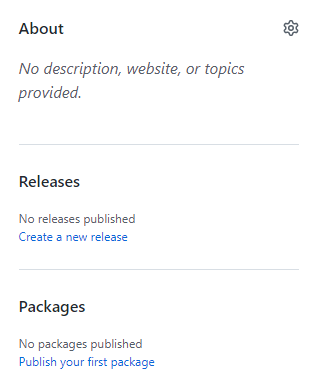 About
No description, website, or topics
provided.
Releases
No releases published
Create a new release
Packages
No packages published
Publish your first package